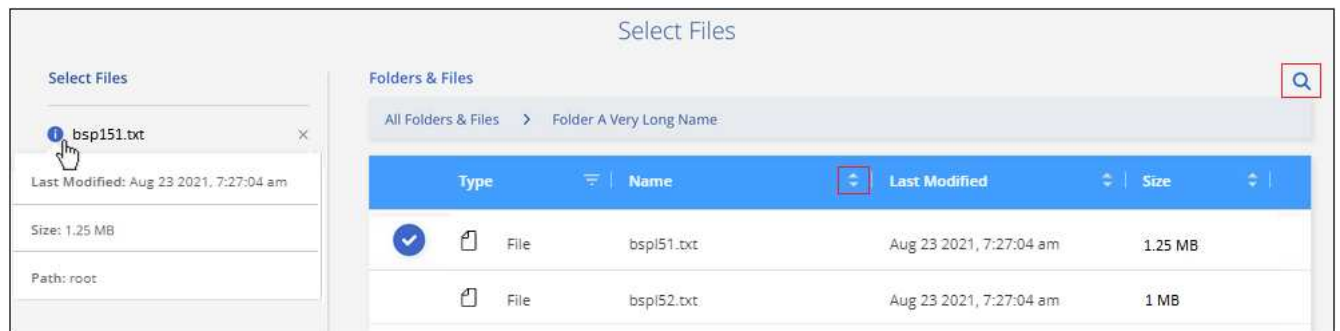 Select Files
Select Files
bsp151.txt
Last Modified: Aug 23 2021, 7:27:04 am
Size: 1.25 MB
Path: root
Folders & Files
All Folders & Files > Folder A Very Long Name
Type Name Last Modified Size
File bspl51.txt Aug 23 2021, 7:27:04 am 1.25 MB
File bspl52.txt Aug 23 2021, 7:27:04 am 1 MB